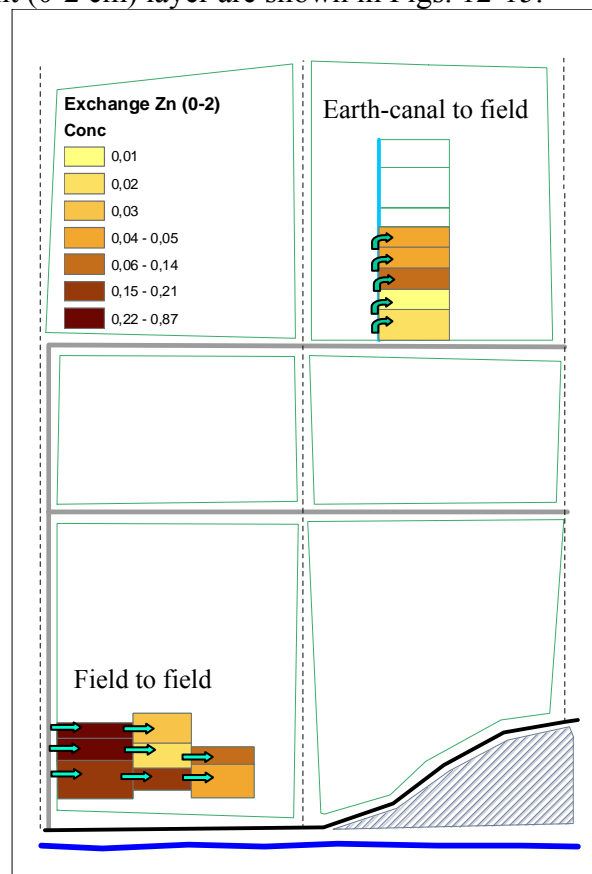 t (0-2 cm) layer are shown in Figs. 12-15.
Exchange Zn (0-2)
Conc
0,01
0,02
0,03
0,04 - 0,05
0,06 - 0,14
0,15 - 0,21
0,22 - 0,87
Earth-canal to field
Field to field